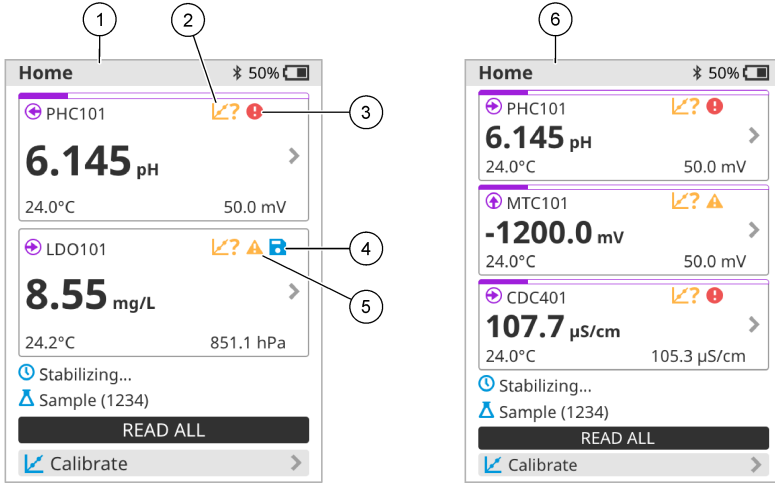 1
2
6
Home 50%
PHC101 ?
3
6.145 pH
24.0°C 50.0 mV
LDO101 ?
4
8.55 mg/L
5
24.2°C 851.1 hPa
Stabilizing...
Sample (1234)
READ ALL
Calibrate
Home 50%
PHC101 ?
6.145 pH
24.0°C 50.0 mV
MTC101 ?
-1200.0 mV
24.0°C 50.0 mV
CDC401 ?
107.7 µS/cm
24.0°C 105.3 µS/cm
Stabilizing...
Sample (1234)
READ ALL
Calibrate